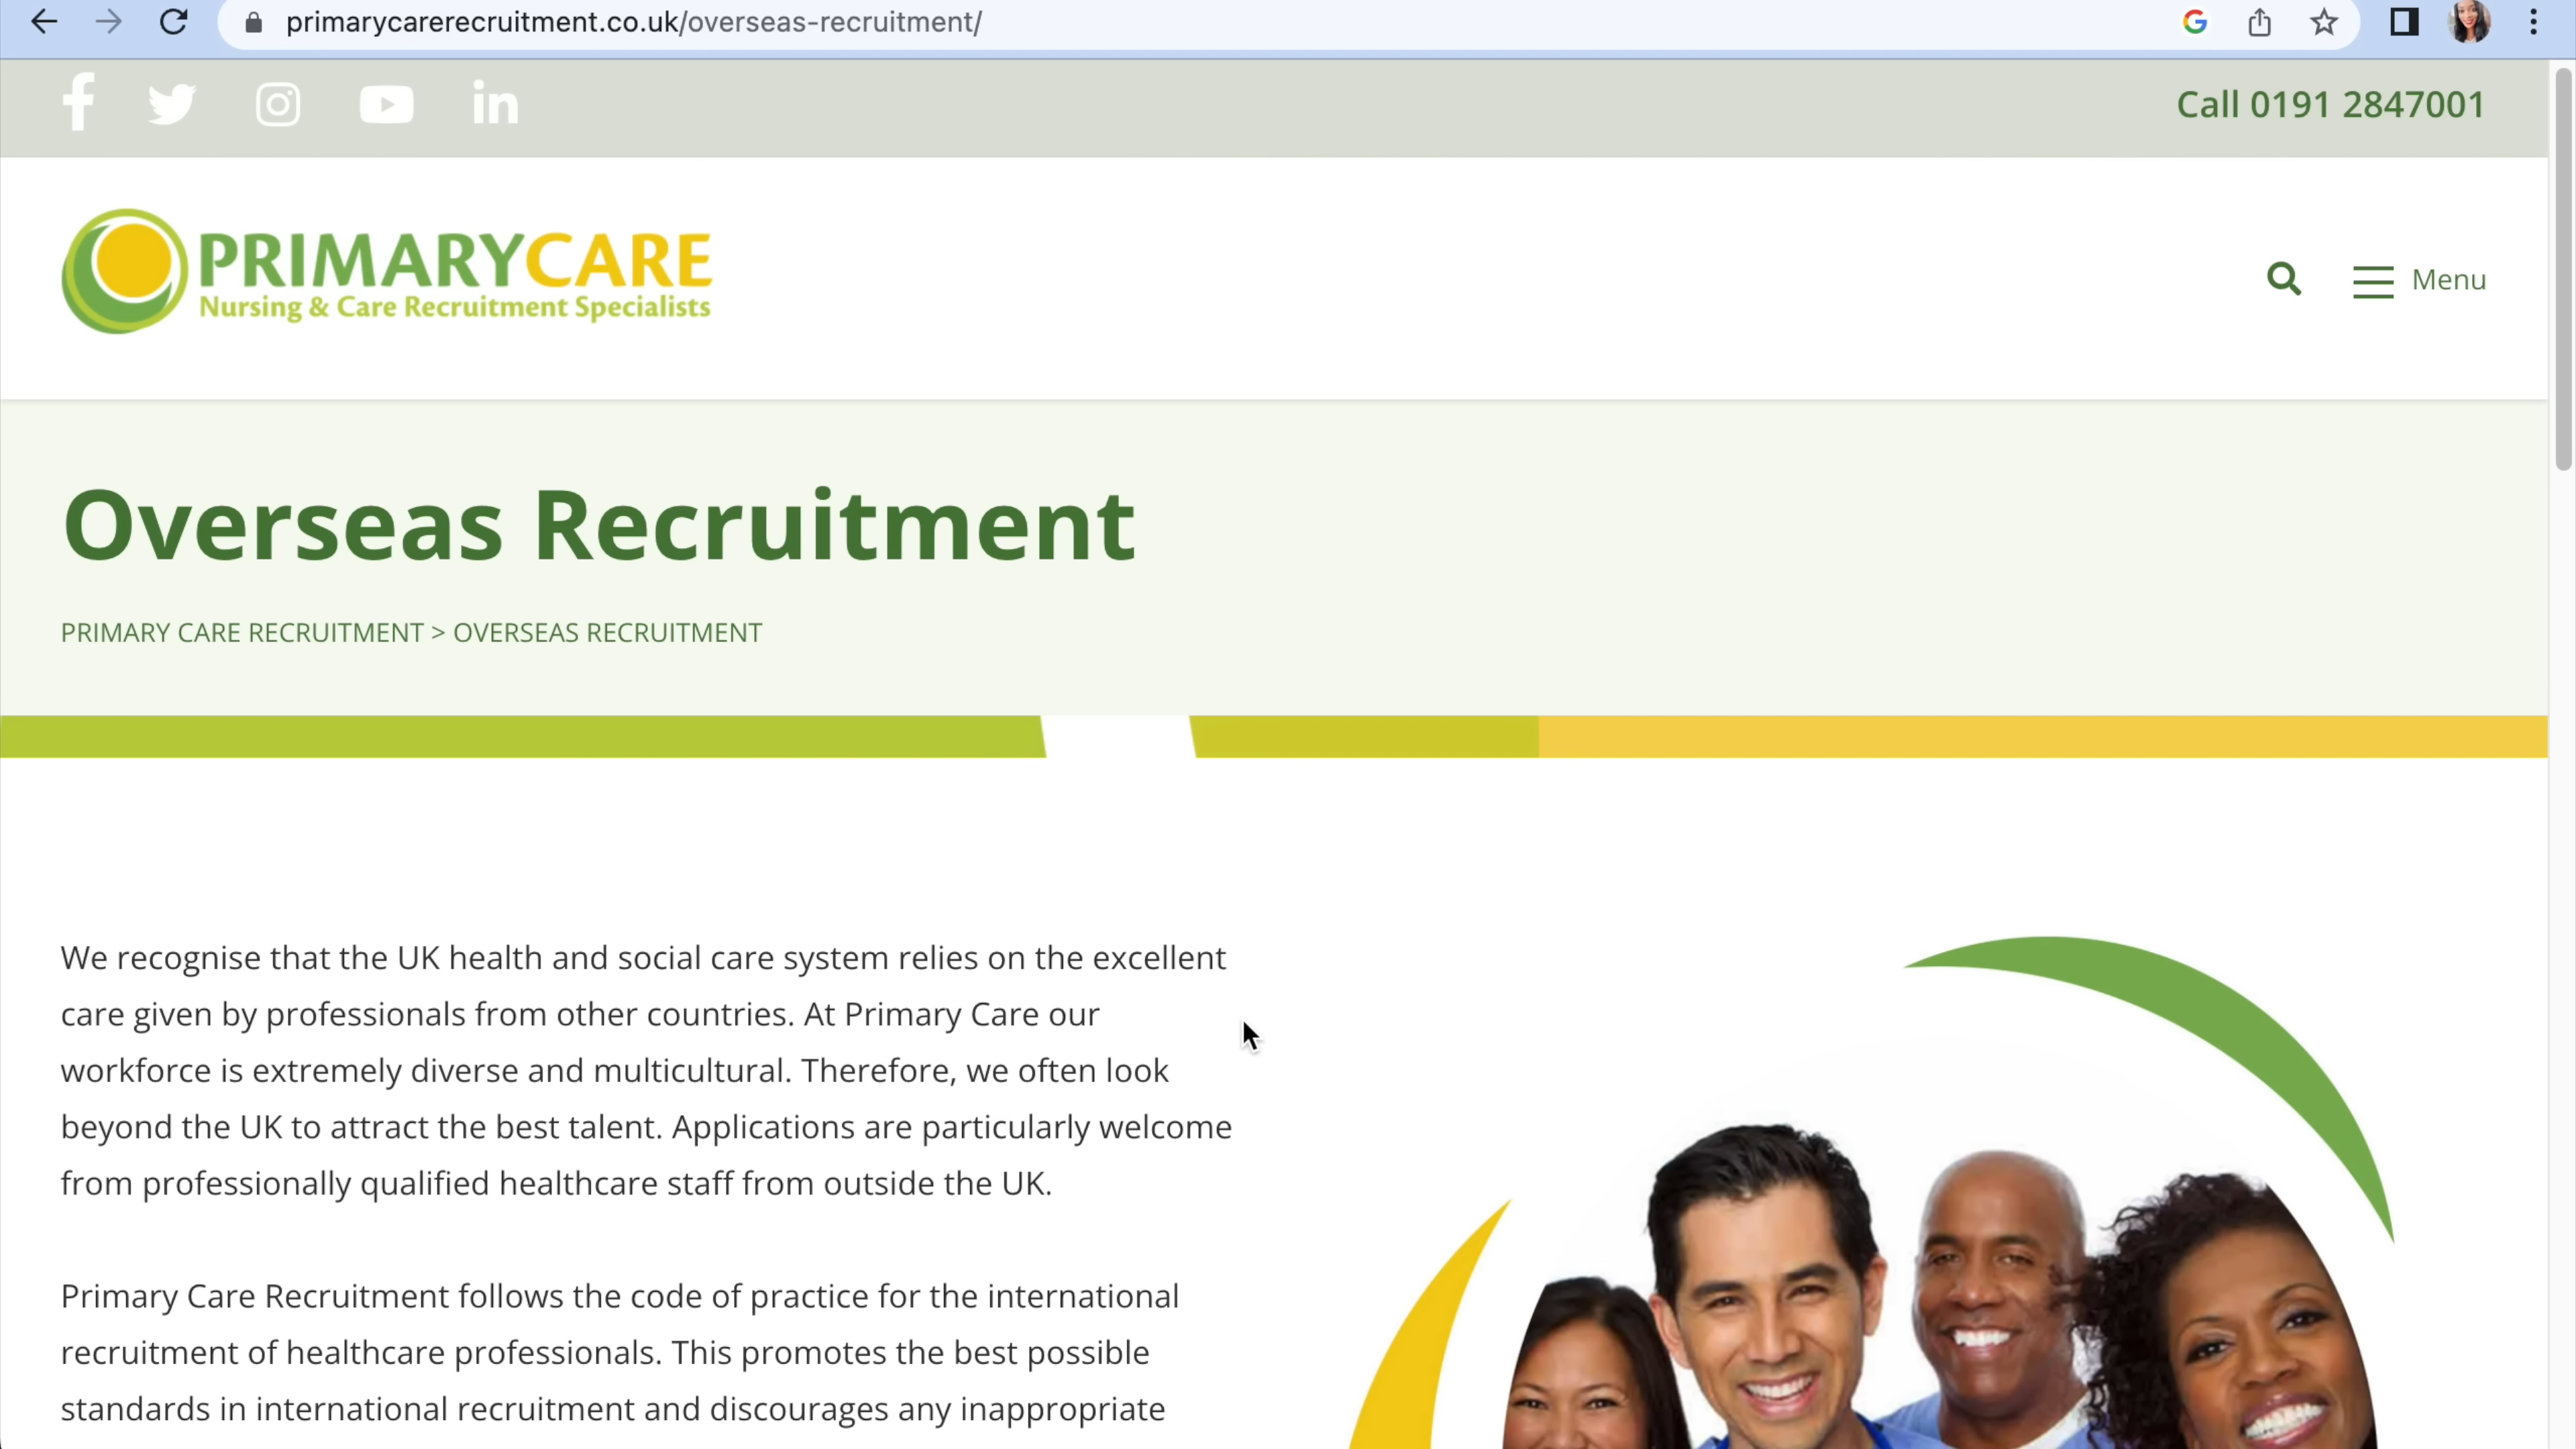 primarycarerecruitment.co.uk/overseas-recruitment/
Call 0191 2847001
PRIMARYCARE
Nursing & Care Recruitment Specialists
Menu
Overseas Recruitment
PRIMARY CARE RECRUITMENT > OVERSEAS RECRUITMENT
We recognise that the UK health and social care system relies on the excellent
care given by professionals from other countries. At Primary Care our
workforce is extremely diverse and multicultural. Therefore, we often look
beyond the UK to attract the best talent. Applications are particularly welcome
from professionally qualified healthcare staff from outside the UK.
Primary Care Recruitment follows the code of practice for the international
recruitment of healthcare professionals. This promotes the best possible
standards in international recruitment and discourages any inappropriate